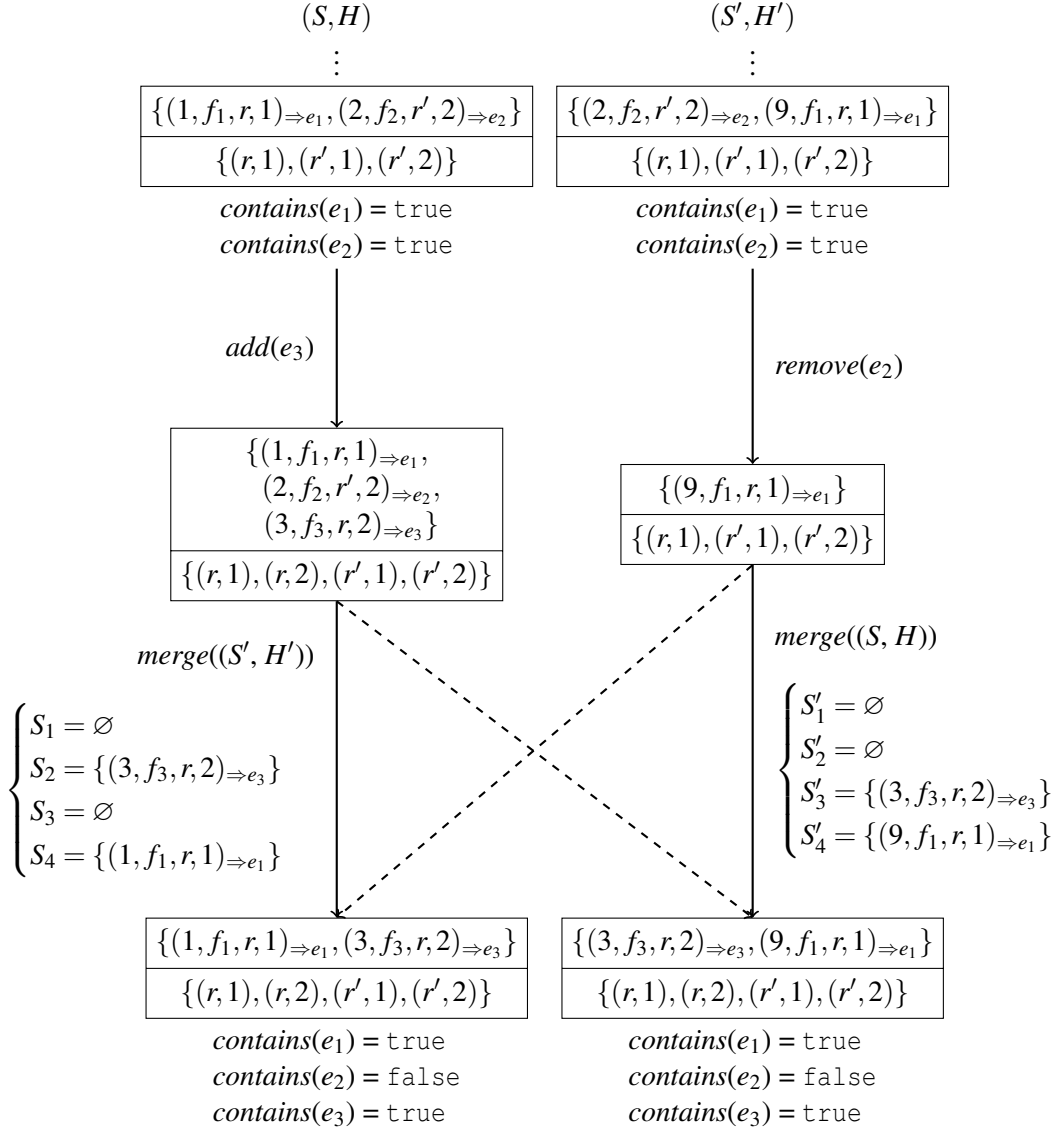 (S, H)
⋮
{(1, f₁, r, 1)⇒e₁, (2, f₂, r′, 2)⇒e₂}
{(r, 1), (r′, 1), (r′, 2)}
contains(e₁) = true
contains(e₂) = true
add(e₃)
{(1, f₁, r, 1)⇒e₁,
(2, f₂, r′, 2)⇒e₂,
(3, f₃, r, 2)⇒e₃}
{(r, 1), (r, 2), (r′, 1), (r′, 2)}
merge((S′, H′))
S₁ = ∅
S₂ = {(3, f₃, r, 2)⇒e₃}
S₃ = ∅
S₄ = {(1, f₁, r, 1)⇒e₁}
{(1, f₁, r, 1)⇒e₁, (3, f₃, r, 2)⇒e₃}
{(r, 1), (r, 2), (r′, 1), (r′, 2)}
contains(e₁) = true
contains(e₂) = false
contains(e₃) = true
(S′, H′)
⋮
{(2, f₂, r′, 2)⇒e₂, (9, f₁, r, 1)⇒e₁}
{(r, 1), (r′, 1), (r′, 2)}
contains(e₁) = true
contains(e₂) = true
remove(e₂)
{(9, f₁, r, 1)⇒e₁}
{(r, 1), (r′, 1), (r′, 2)}
merge((S, H))
S′₁ = ∅
S′₂ = ∅
S′₃ = {(3, f₃, r, 2)⇒e₃}
S′₄ = {(9, f₁, r, 1)⇒e₁}
{(3, f₃, r, 2)⇒e₃, (9, f₁, r, 1)⇒e₁}
{(r, 1), (r, 2), (r′, 1), (r′, 2)}
contains(e₁) = true
contains(e₂) = false
contains(e₃) = true